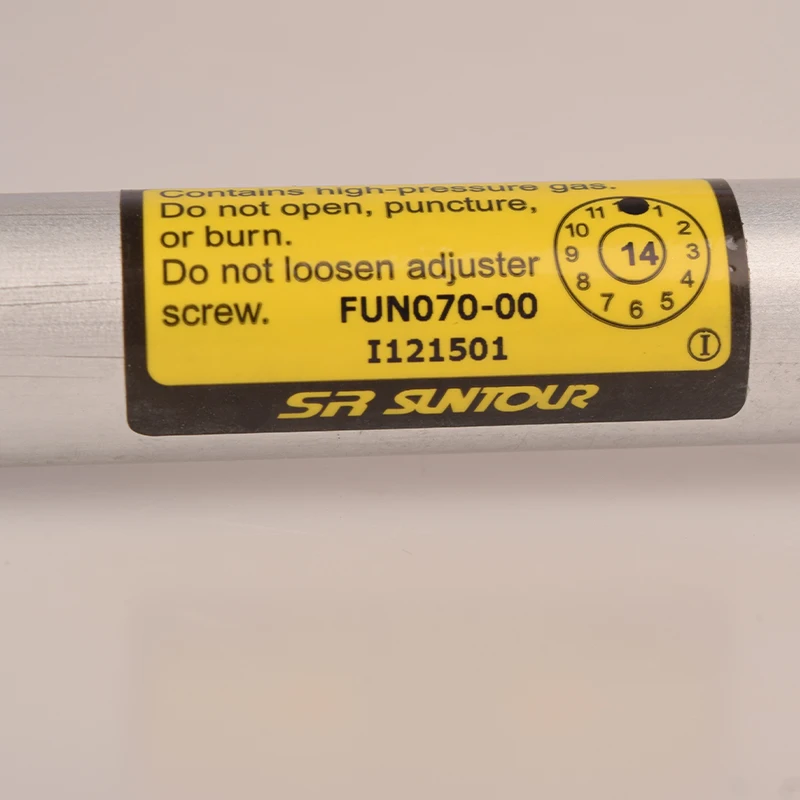 Contains high-pressure gas.
Do not open, puncture,
or burn.
Do not loosen adjuster
screw. FUN070-00
I121501
11 1
10 2
9 14 3
8 4
7 6 5
I
SR SUNTOUR